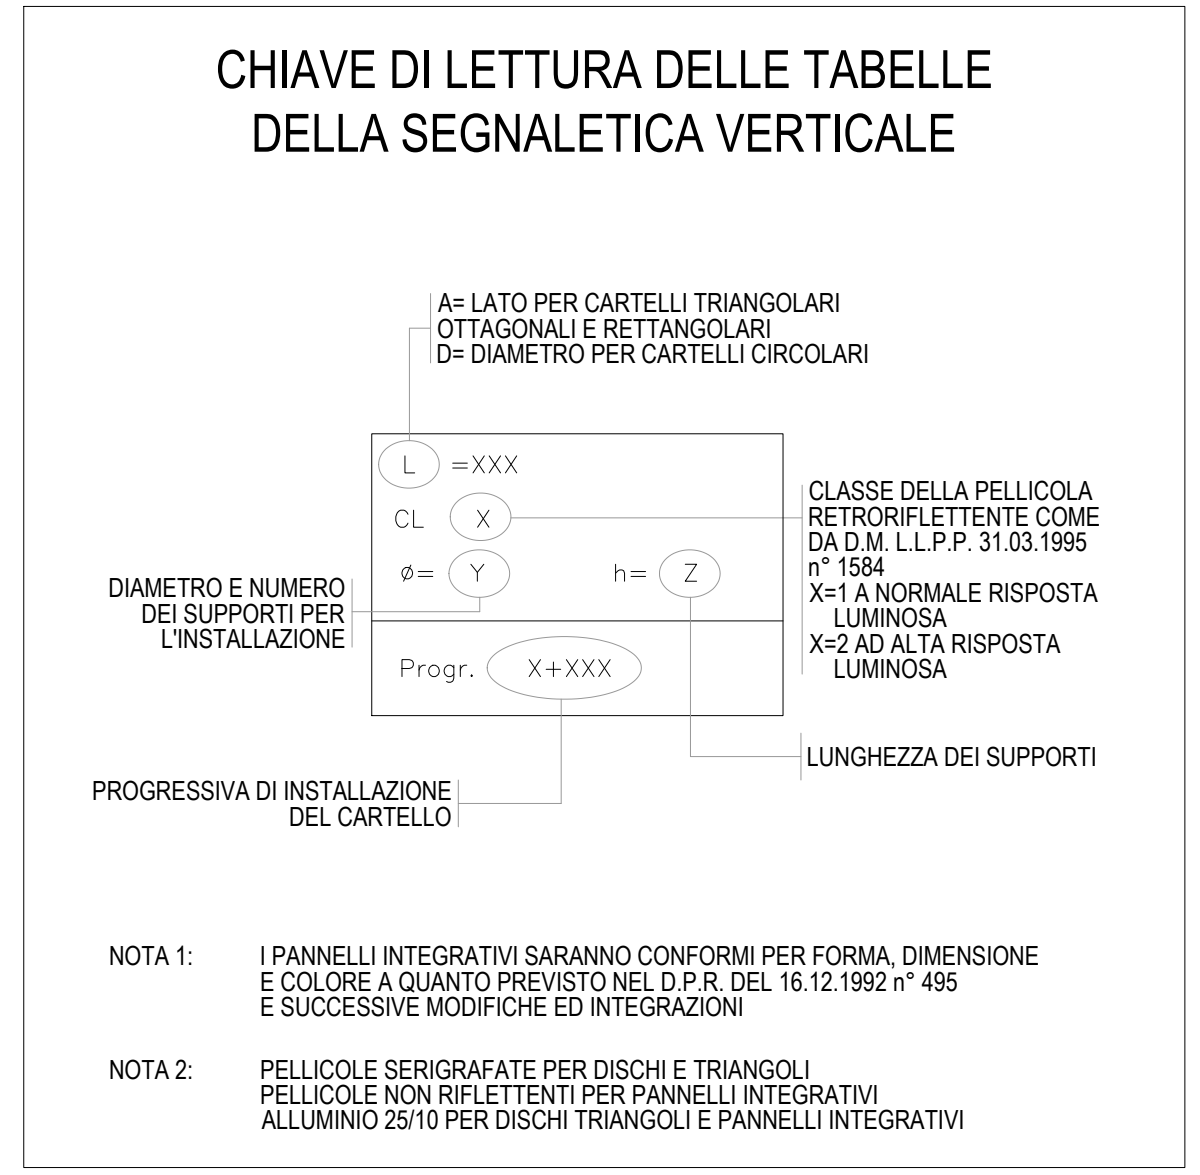 CHIAVE DI LETTURA DELLE TABELLE
DELLA SEGNALETICA VERTICALE
A= LATO PER CARTELLI TRIANGOLARI
OTTAGONALI E RETTANGOLARI
D= DIAMETRO PER CARTELLI CIRCOLARI
L =XXX
CL X
ø= Y h= Z
Progr. X+XXX
CLASSE DELLA PELLICOLA
RETRORIFLETTENTE COME
DA D.M. L.L.P.P. 31.03.1995
n° 1584
X=1 A NORMALE RISPOSTA
LUMINOSA
X=2 AD ALTA RISPOSTA
LUMINOSA
DIAMETRO E NUMERO
DEI SUPPORTI PER
L'INSTALLAZIONE
LUNGHEZZA DEI SUPPORTI
PROGRESSIVA DI INSTALLAZIONE
DEL CARTELLO
NOTA 1: I PANNELLI INTEGRATIVI SARANNO CONFORMI PER FORMA, DIMENSIONE
E COLORE A QUANTO PREVISTO NEL D.P.R. DEL 16.12.1992 n° 495
E SUCCESSIVE MODIFICHE ED INTEGRAZIONI
NOTA 2: PELLICOLE SERIGRAFATE PER DISCHI E TRIANGOLI
PELLICOLE NON RIFLETTENTI PER PANNELLI INTEGRATIVI
ALLUMINIO 25/10 PER DISCHI TRIANGOLI E PANNELLI INTEGRATIVI